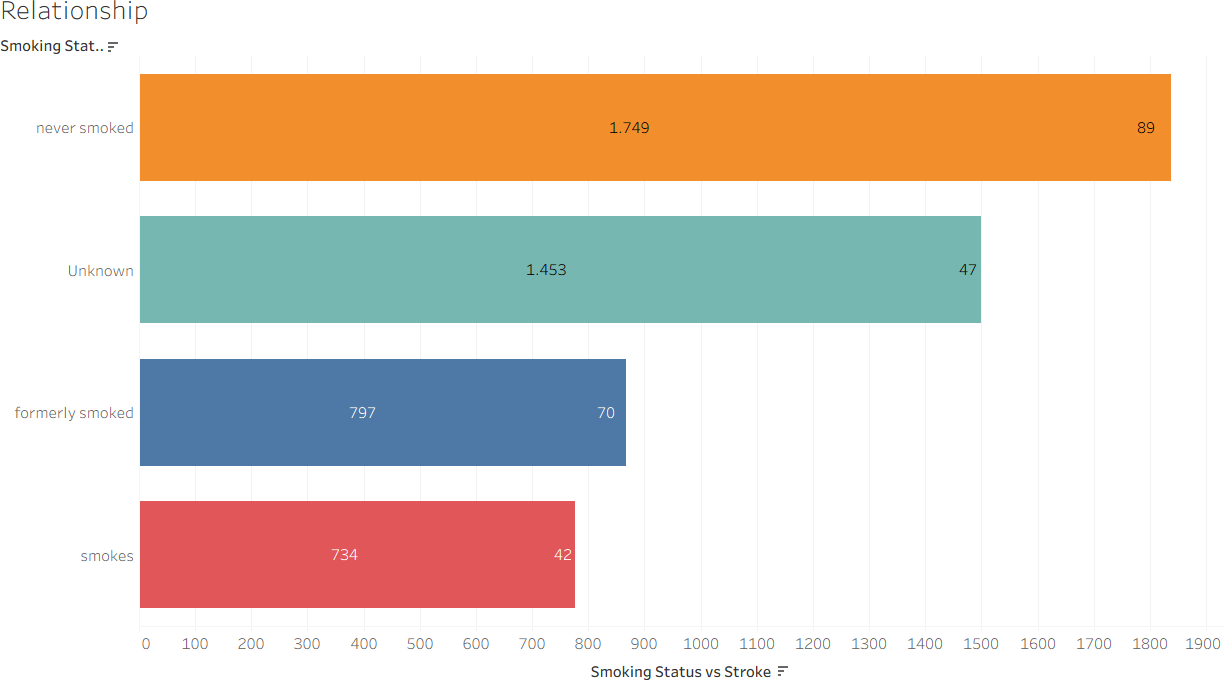 Relationship
Smoking Stat..
never smoked 1.749 89
Unknown 1.453 47
formerly smoked 797 70
smokes 734 42
0 100 200 300 400 500 600 700 800 900 1000 1100 1200 1300 1400 1500 1600 1700 1800 1900
Smoking Status vs Stroke